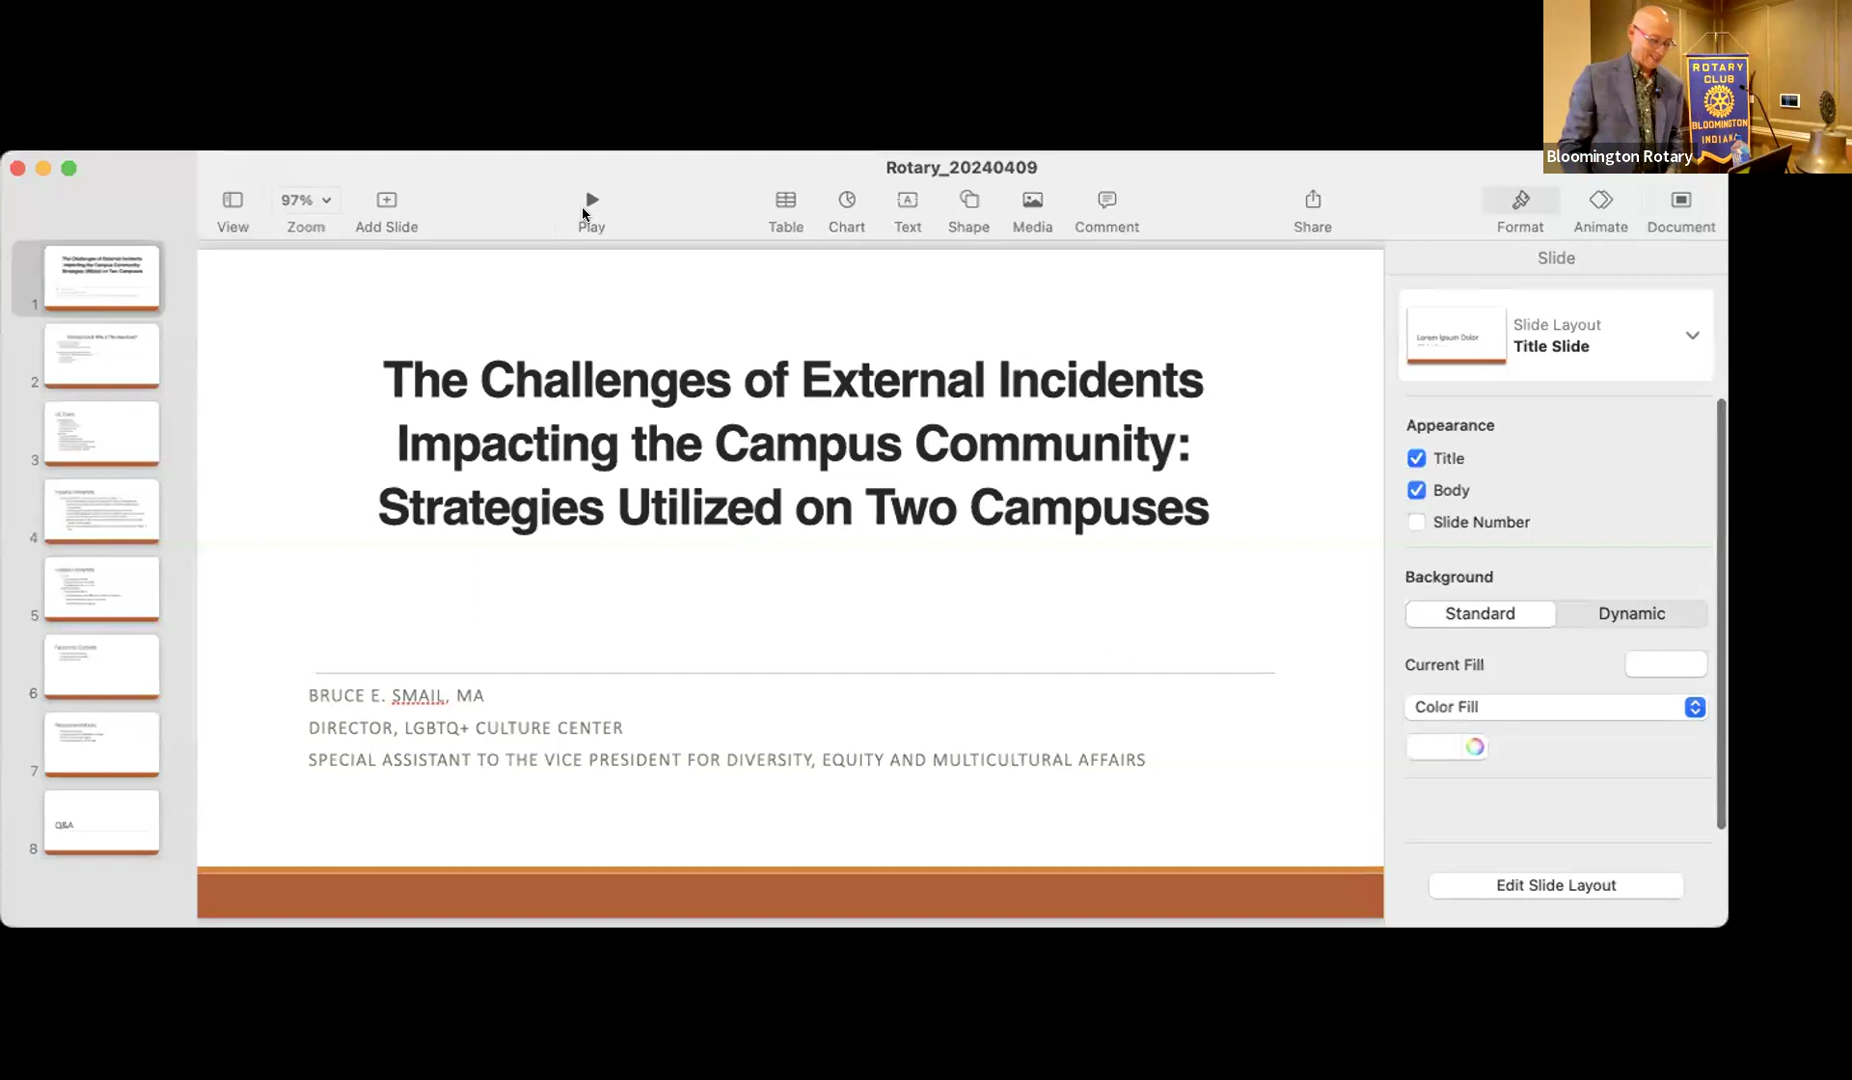 ROTARY
CLUB
BLOOMINGTON
INDIANA
Bloomington Rotary
Rotary_20240409
97%
View
Zoom
Add Slide
Play
Table
Chart
Text
Shape
Media
Comment
Share
Format
Animate
Document
1
2
3
4
5
6
7
Q&A
8
The Challenges of External Incidents
Impacting the Campus Community:
Strategies Utilized on Two Campuses
BRUCE E. SMAIL, MA
DIRECTOR, LGBTQ+ CULTURE CENTER
SPECIAL ASSISTANT TO THE VICE PRESIDENT FOR DIVERSITY, EQUITY AND MULTICULTURAL AFFAIRS
Slide
Lorem Ipsum Dolor
Slide Layout
Title Slide
Appearance
Title
Body
Slide Number
Background
Standard
Dynamic
Current Fill
Color Fill
Edit Slide Layout